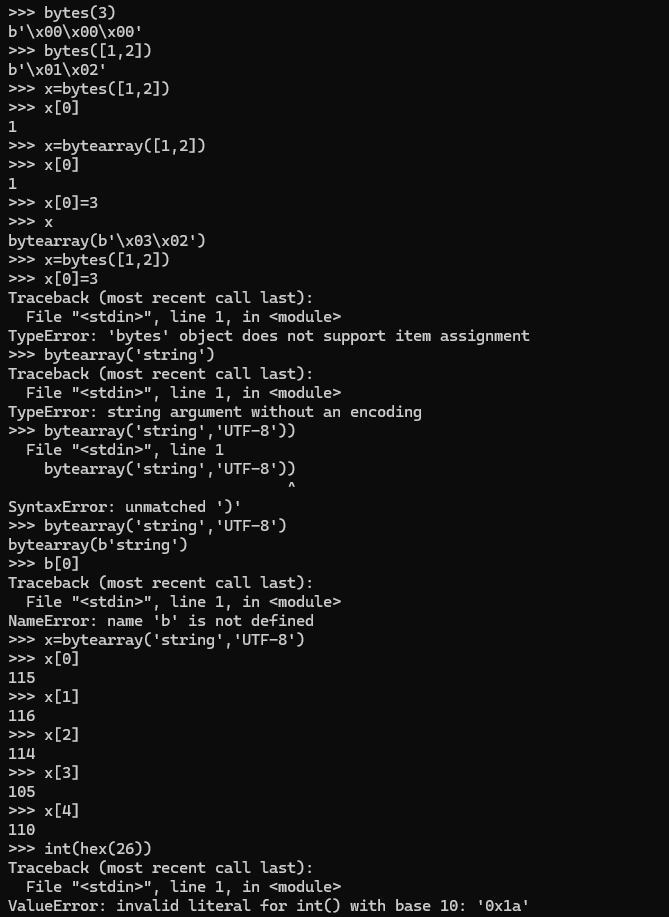 >>> bytes(3)
b'\x00\x00\x00'
>>> bytes([1,2])
b'\x01\x02'
>>> x=bytes([1,2])
>>> x[0]
1
>>> x=bytearray([1,2])
>>> x[0]
1
>>> x[0]=3
>>> x
bytearray(b'\x03\x02')
>>> x=bytes([1,2])
>>> x[0]=3
Traceback (most recent call last):
  File "<stdin>", line 1, in <module>
TypeError: 'bytes' object does not support item assignment
>>> bytearray('string')
Traceback (most recent call last):
  File "<stdin>", line 1, in <module>
TypeError: string argument without an encoding
>>> bytearray('string','UTF-8'))
  File "<stdin>", line 1
    bytearray('string','UTF-8'))
                               ^
SyntaxError: unmatched ')'
>>> bytearray('string','UTF-8')
bytearray(b'string')
>>> b[0]
Traceback (most recent call last):
  File "<stdin>", line 1, in <module>
NameError: name 'b' is not defined
>>> x=bytearray('string','UTF-8')
>>> x[0]
115
>>> x[1]
116
>>> x[2]
114
>>> x[3]
105
>>> x[4]
110
>>> int(hex(26))
Traceback (most recent call last):
  File "<stdin>", line 1, in <module>
ValueError: invalid literal for int() with base 10: '0x1a'